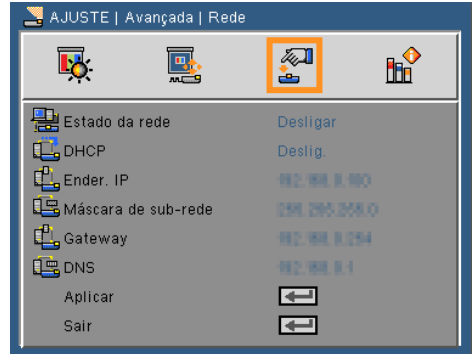 AJUSTE | Avançada | Rede
Estado da rede Desligar
DHCP Deslig.
Ender. IP
Máscara de sub-rede
Gateway
DNS
Aplicar
Sair